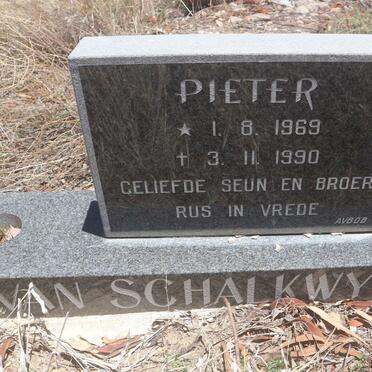 PIETER
★ 1. 8. 1969
✝ 3. 11. 1990
GELIEFDE SEUN EN BROER
RUS IN VREDE
AVBOB
VAN SCHALKWY